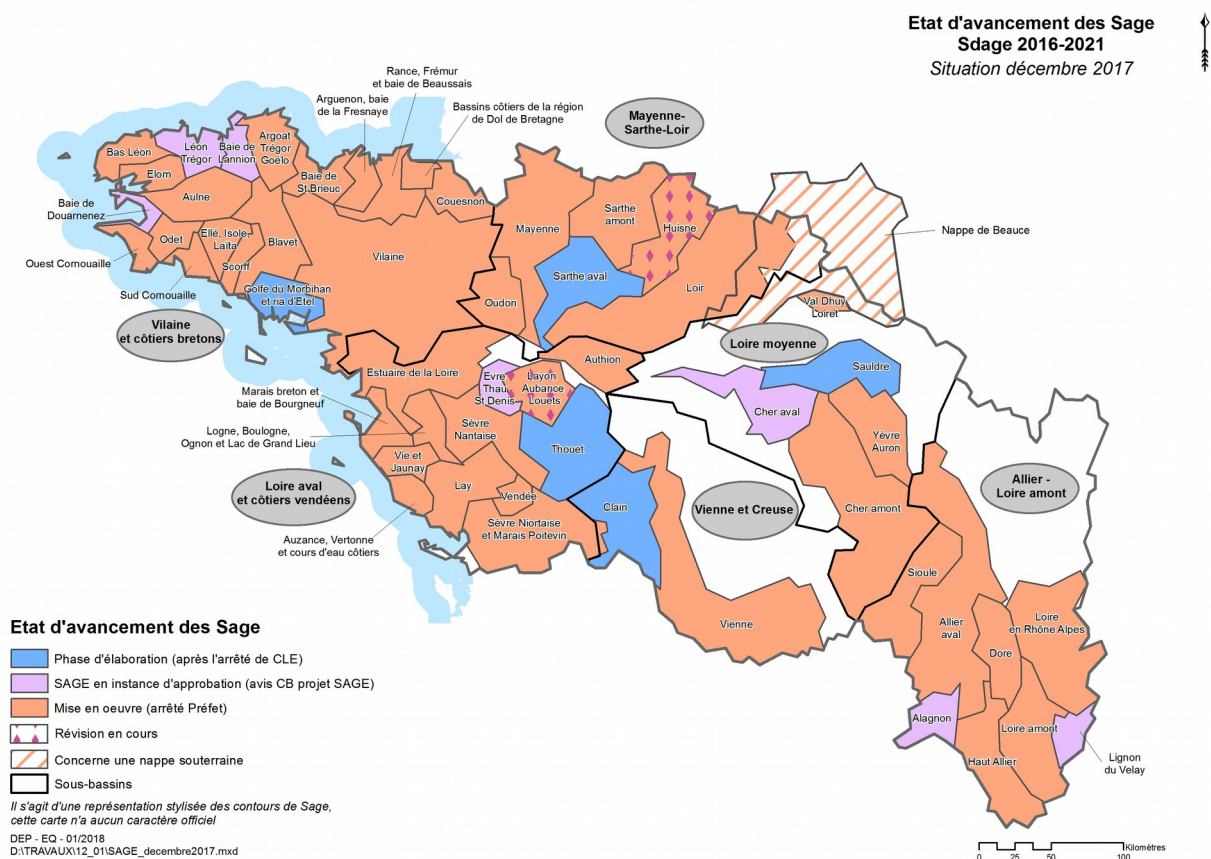 Etat d'avancement des Sage
Sdage 2016-2021
Situation décembre 2017
Rance, Frémur
et baie de Beaussais
Arguenon, baie
de la Fresnaye
Bassins côtiers de la région
de Dol de Bretagne
Mayenne-
Sarthe-Loir
Bas Léon
Léon
Trégor
Baie de
Lannion
Argoat
Trégor
Goëlo
Elorn
Baie de
St Brieuc
Aulne
Couesnon
Baie de
Douarnenez
Mayenne
Sarthe
amont
Huisne
Nappe de Beauce
Odet
Ellé, Isole,
Laïta
Blavet
Vilaine
Ouest Cornouaille
Scorff
Sarthe aval
Sud Cornouaille
Golfe du Morbihan
et ria d'Etel
Oudon
Loir
Val Dhuy
Loiret
Vilaine
et côtiers bretons
Loire moyenne
Authion
Estuaire de la Loire
Evre
Thau
St Denis
Layon
Aubance
Louets
Sauldre
Marais breton et
baie de Bourgneuf
Cher aval
Logne, Boulogne,
Ognon et Lac de Grand Lieu
Sèvre
Nantaise
Yèvre
Auron
Vie et
Jaunay
Thouet
Loire aval
et côtiers vendéens
Lay
Vendée
Allier -
Loire amont
Clain
Vienne et Creuse
Cher amont
Sèvre Niortaise
et Marais Poitevin
Auzance, Vertonne
et cours d'eau côtiers
Sioule
Vienne
Allier
aval
Loire
en Rhône Alpes
Dore
Alagnon
Loire amont
Haut Allier
Lignon
du Velay
Etat d'avancement des Sage
Phase d'élaboration (après l'arrêté de CLE)
SAGE en instance d'approbation (avis CB projet SAGE)
Mise en oeuvre (arrêté Préfet)
Révision en cours
Concerne une nappe souterraine
Sous-bassins
Il s'agit d'une représentation stylisée des contours de Sage,
cette carte n'a aucun caractère officiel
DEP - EQ - 01/2018
D:\TRAVAUX\12_01\SAGE_decembre2017.mxd
Kilomètres
0 25 50 100